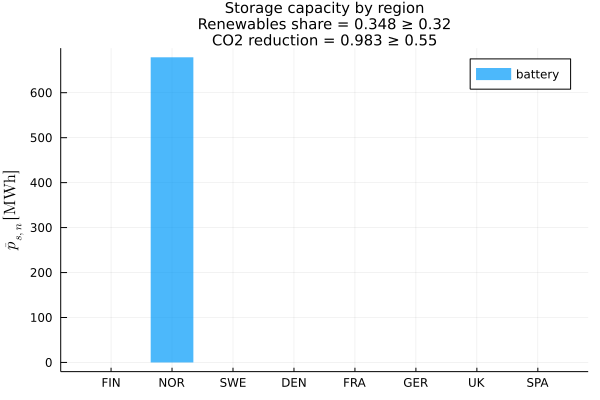 Storage capacity by region
Renewables share = 0.348 ≥ 0.32
CO2 reduction = 0.983 ≥ 0.55
battery
p̄ₛ,ₙ [MWh]
600
500
400
300
200
100
0
FIN NOR SWE DEN FRA GER UK SPA